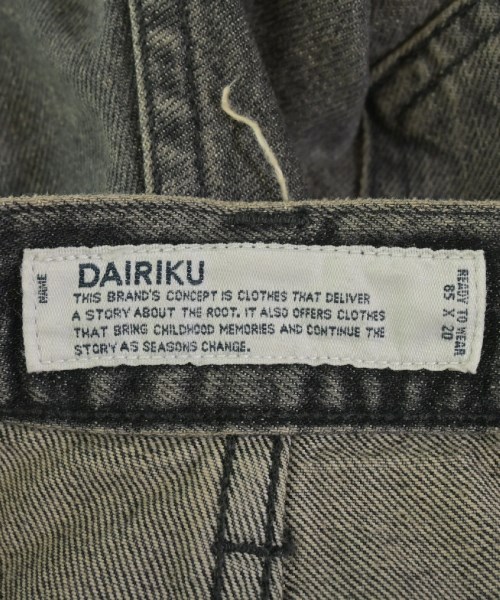 NAME
DAIRIKU
THIS BRAND'S CONCEPT IS CLOTHES THAT DELIVER
A STORY ABOUT THE ROOT. IT ALSO OFFERS CLOTHES
THAT BRING CHILDHOOD MEMORIES AND CONTINUE THE
STORY AS SEASONS CHANGE.
READY TO WEAR
85 X 20